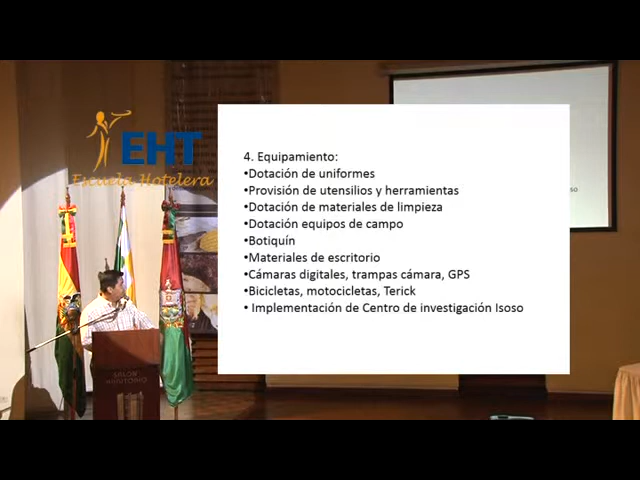 EHT
Escuela Hotelera
4. Equipamiento:
•Dotación de uniformes
•Provisión de utensilios y herramientas
•Dotación de materiales de limpieza
•Dotación equipos de campo
•Botiquín
•Materiales de escritorio
•Cámaras digitales, trampas cámara, GPS
•Bicicletas, motocicletas, Terick
• Implementación de Centro de investigación Isoso
SALON